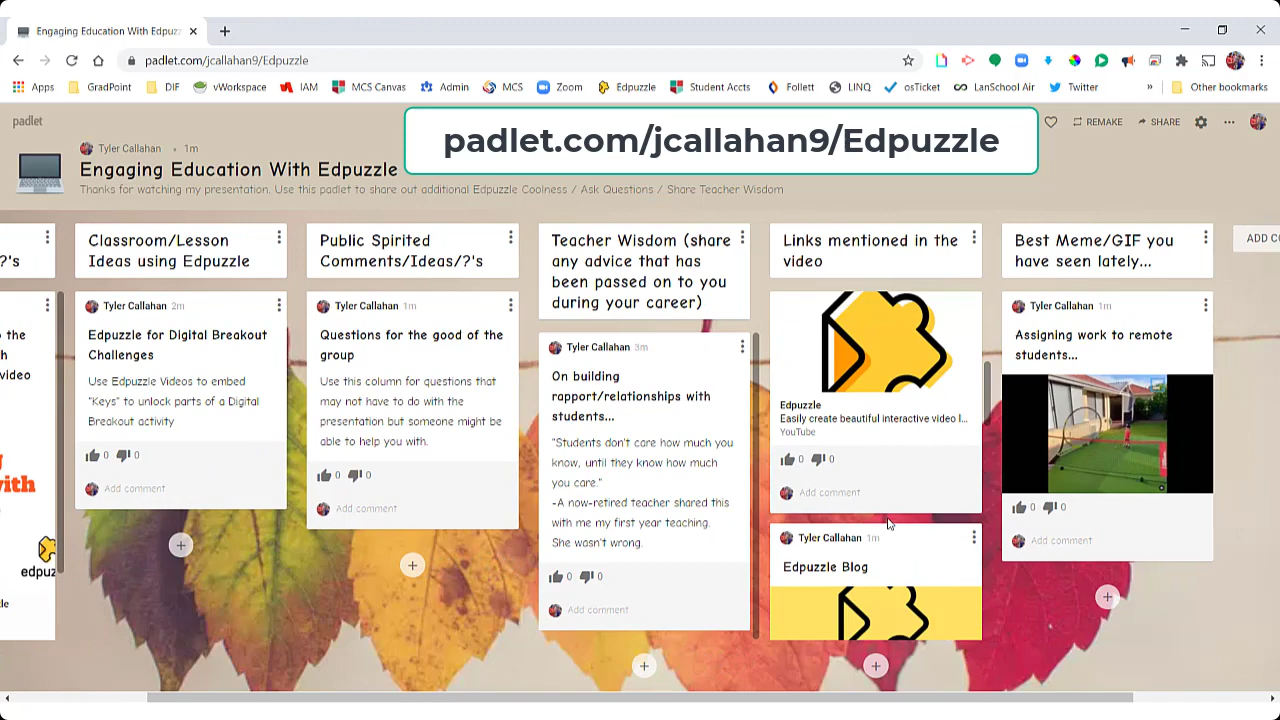 Engaging Education With Edpuzz
padlet.com/jcallahan9/Edpuzzle
Apps
GradPoint
DIF
vWorkspace
IAM
MCS Canvas
Admin
MCS
Zoom
Edpuzzle
Student Accts
Follett
LINQ
osTicket
LanSchool Air
Twitter
»
Other bookmarks
padlet
padlet.com/jcallahan9/Edpuzzle
REMAKE
SHARE
Tyler Callahan • 1m
Engaging Education With Edpuzzle
Thanks for watching my presentation. Use this padlet to share out additional Edpuzzle Coolness / Ask Questions / Share Teacher Wisdom
?'s
the
h
video
with
edpuz
le
Classroom/Lesson
Ideas using Edpuzzle
Tyler Callahan 2m
Edpuzzle for Digital Breakout
Challenges
Use Edpuzzle Videos to embed
"Keys" to unlock parts of a Digital
Breakout activity
0 0
Add comment
Public Spirited
Comments/Ideas/?'s
Tyler Callahan 1m
Questions for the good of the
group
Use this column for questions that
may not have to do with the
presentation but someone might be
able to help you with.
0 0
Add comment
Teacher Wisdom (share
any advice that has
been passed on to you
during your career)
Tyler Callahan 3m
On building
rapport/relationships with
students...
"Students don't care how much you
know, until they know how much
you care."
-A now-retired teacher shared this
with me my first year teaching.
She wasn't wrong.
0 0
Add comment
Links mentioned in the
video
Edpuzzle
Easily create beautiful interactive video l...
YouTube
0 0
Add comment
Tyler Callahan 1m
Edpuzzle Blog
Best Meme/GIF you
have seen lately...
Tyler Callahan 1m
Assigning work to remote
students...
0 0
Add comment
ADD CO